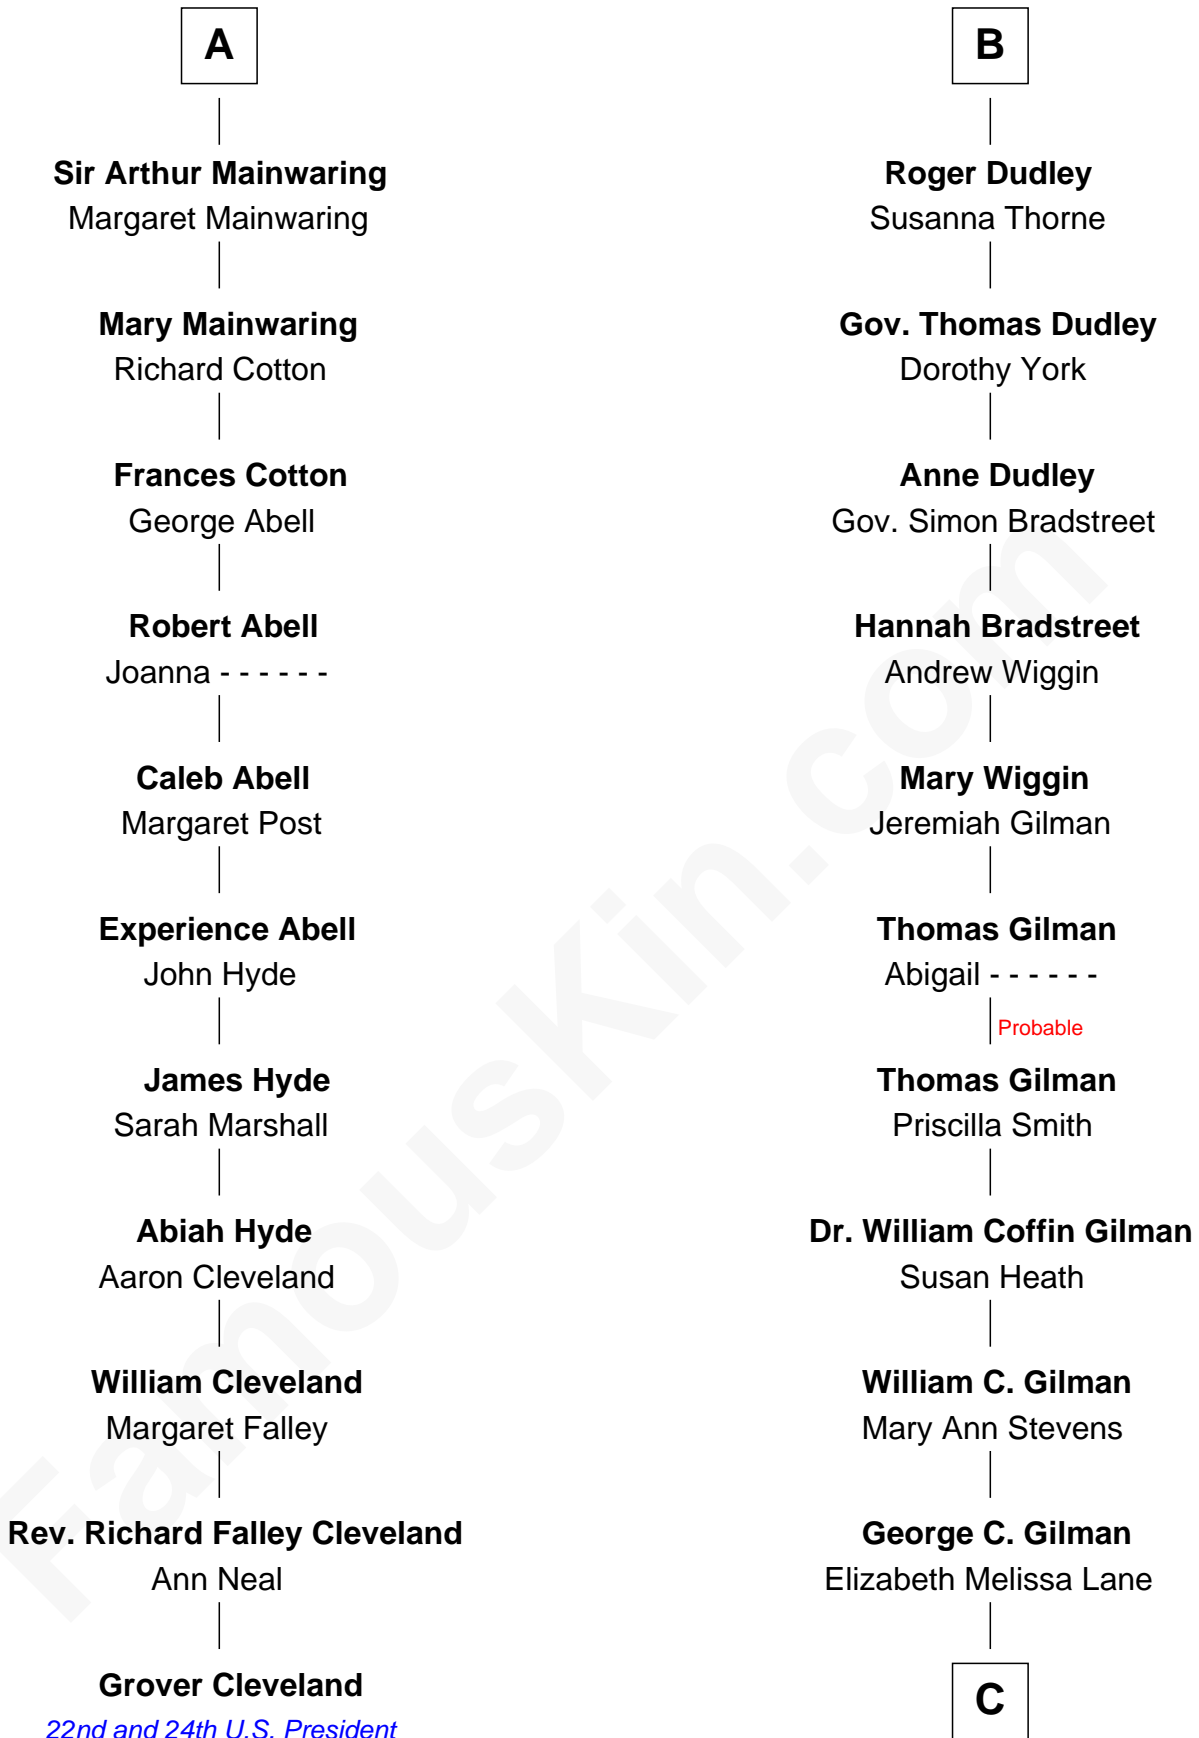 A
Sir Arthur Mainwaring
Margaret Mainwaring
Mary Mainwaring
Richard Cotton
Frances Cotton
George Abell
Robert Abell
Joanna - - - - - -
Caleb Abell
Margaret Post
Experience Abell
John Hyde
James Hyde
Sarah Marshall
Abiah Hyde
Aaron Cleveland
William Cleveland
Margaret Falley
Rev. Richard Falley Cleveland
Ann Neal
Grover Cleveland
22nd and 24th U.S. President
B
Roger Dudley
Susanna Thorne
Gov. Thomas Dudley
Dorothy York
Anne Dudley
Gov. Simon Bradstreet
Hannah Bradstreet
Andrew Wiggin
Mary Wiggin
Jeremiah Gilman
Thomas Gilman
Abigail - - - - - -
Probable
Thomas Gilman
Priscilla Smith
Dr. William Coffin Gilman
Susan Heath
William C. Gilman
Mary Ann Stevens
George C. Gilman
Elizabeth Melissa Lane
C
FamousKin.com